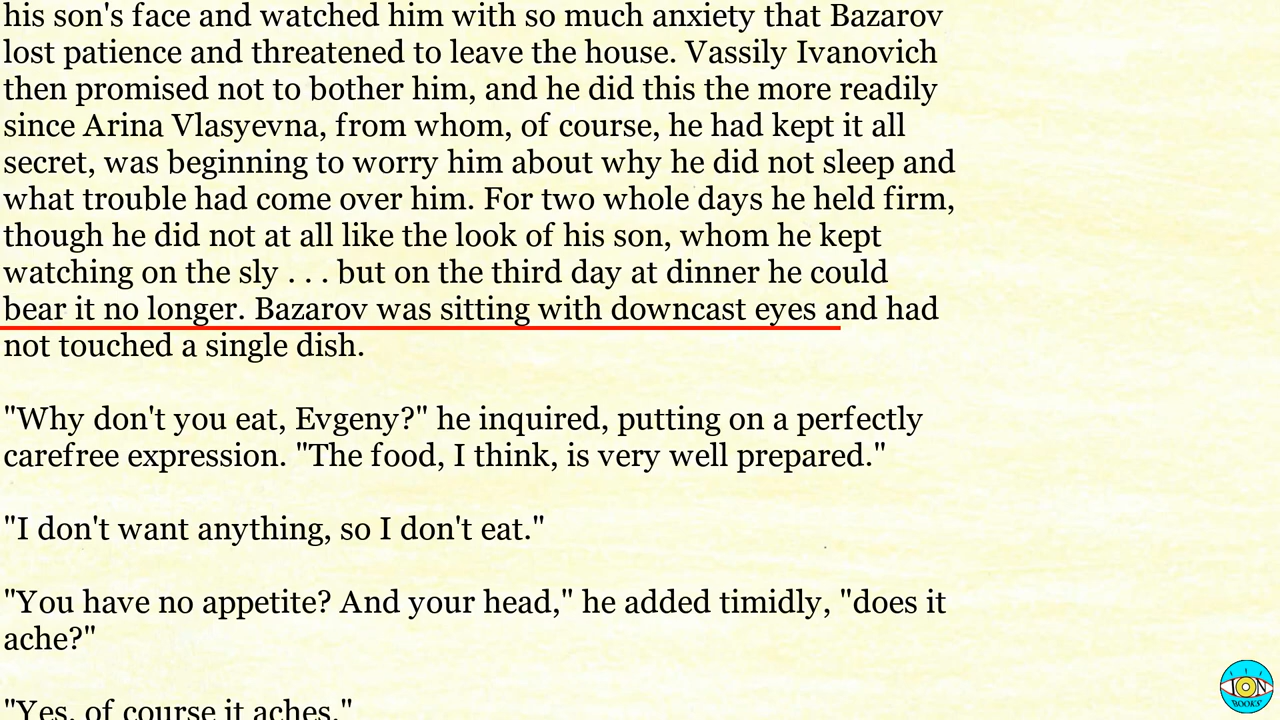 his son's face and watched him with so much anxiety that Bazarov
lost patience and threatened to leave the house. Vassily Ivanovich
then promised not to bother him, and he did this the more readily
since Arina Vlasyevna, from whom, of course, he had kept it all
secret, was beginning to worry him about why he did not sleep and
what trouble had come over him. For two whole days he held firm,
though he did not at all like the look of his son, whom he kept
watching on the sly . . . but on the third day at dinner he could
bear it no longer. Bazarov was sitting with downcast eyes and had
not touched a single dish.
"Why don't you eat, Evgeny?" he inquired, putting on a perfectly
carefree expression. "The food, I think, is very well prepared."
"I don't want anything, so I don't eat."
"You have no appetite? And your head," he added timidly, "does it
ache?"
"Yes, of course it aches."
ION
BOOKS